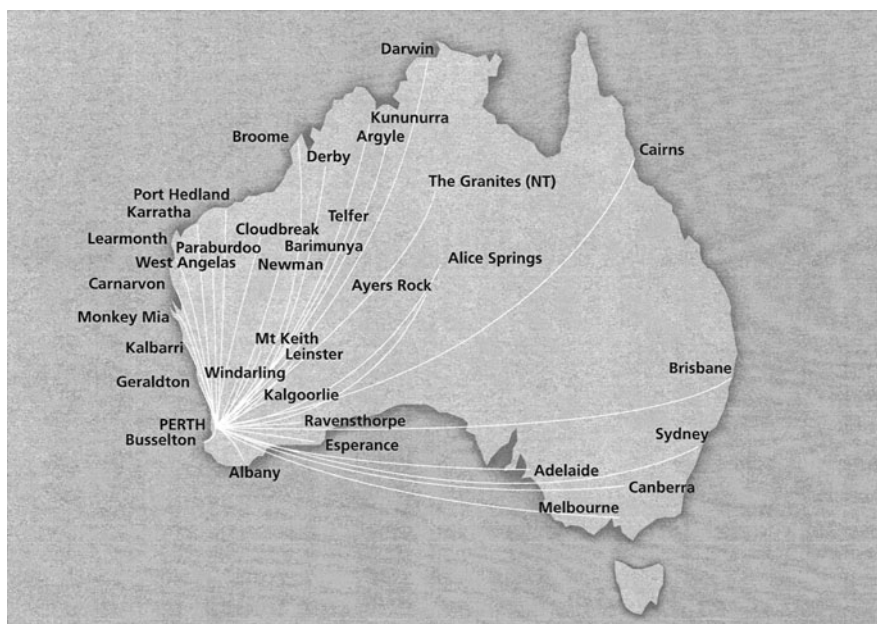 Darwin
Kununurra
Broome
Argyle
Derby
Cairns
The Granites (NT)
Port Hedland
Karratha
Telfer
Cloudbreak
Learmonth
Paraburdoo
Barimunya
West Angelas
Newman
Alice Springs
Carnarvon
Ayers Rock
Monkey Mia
Mt Keith
Kalbarri
Leinster
Windarling
Brisbane
Geraldton
Kalgoorlie
PERTH
Ravensthorpe
Sydney
Busselton
Esperance
Albany
Adelaide
Canberra
Melbourne